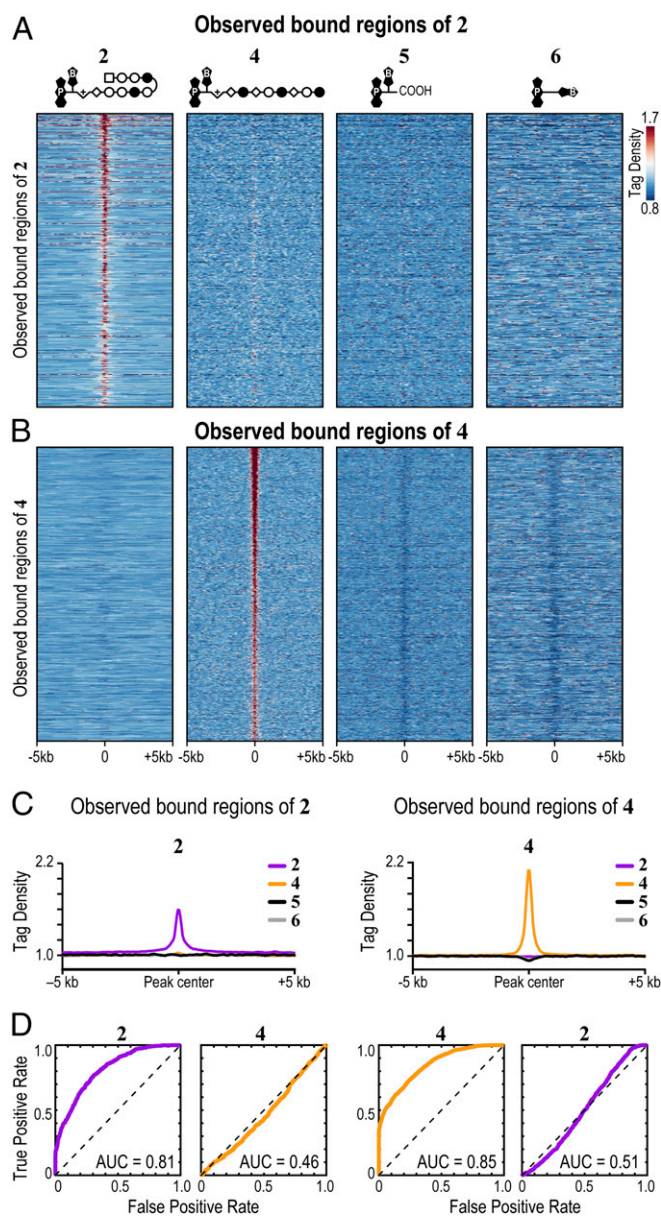 A
Observed bound regions of 2
2 4 5 6
P B + P B + P B COOH P B
Observed bound regions of 2
1.7
Tag Density
0.8
B
Observed bound regions of 4
Observed bound regions of 4
-5kb 0 +5kb -5kb 0 +5kb -5kb 0 +5kb -5kb 0 +5kb
C
Observed bound regions of 2
2
2.2
Tag Density
1.0
2
4
5
6
–5 kb Peak center +5 kb
Observed bound regions of 4
4
2.2
Tag Density
1.0
2
4
5
6
-5 kb Peak center +5 kb
D
2 4 4 2
True Positive Rate
1.0
0.5
0
AUC = 0.81
AUC = 0.46
0 0.5 1.0 0.5 1.0
False Positive Rate
1.0
0.5
0
AUC = 0.85
AUC = 0.51
0 0.5 1.0 0.5 1.0
False Positive Rate